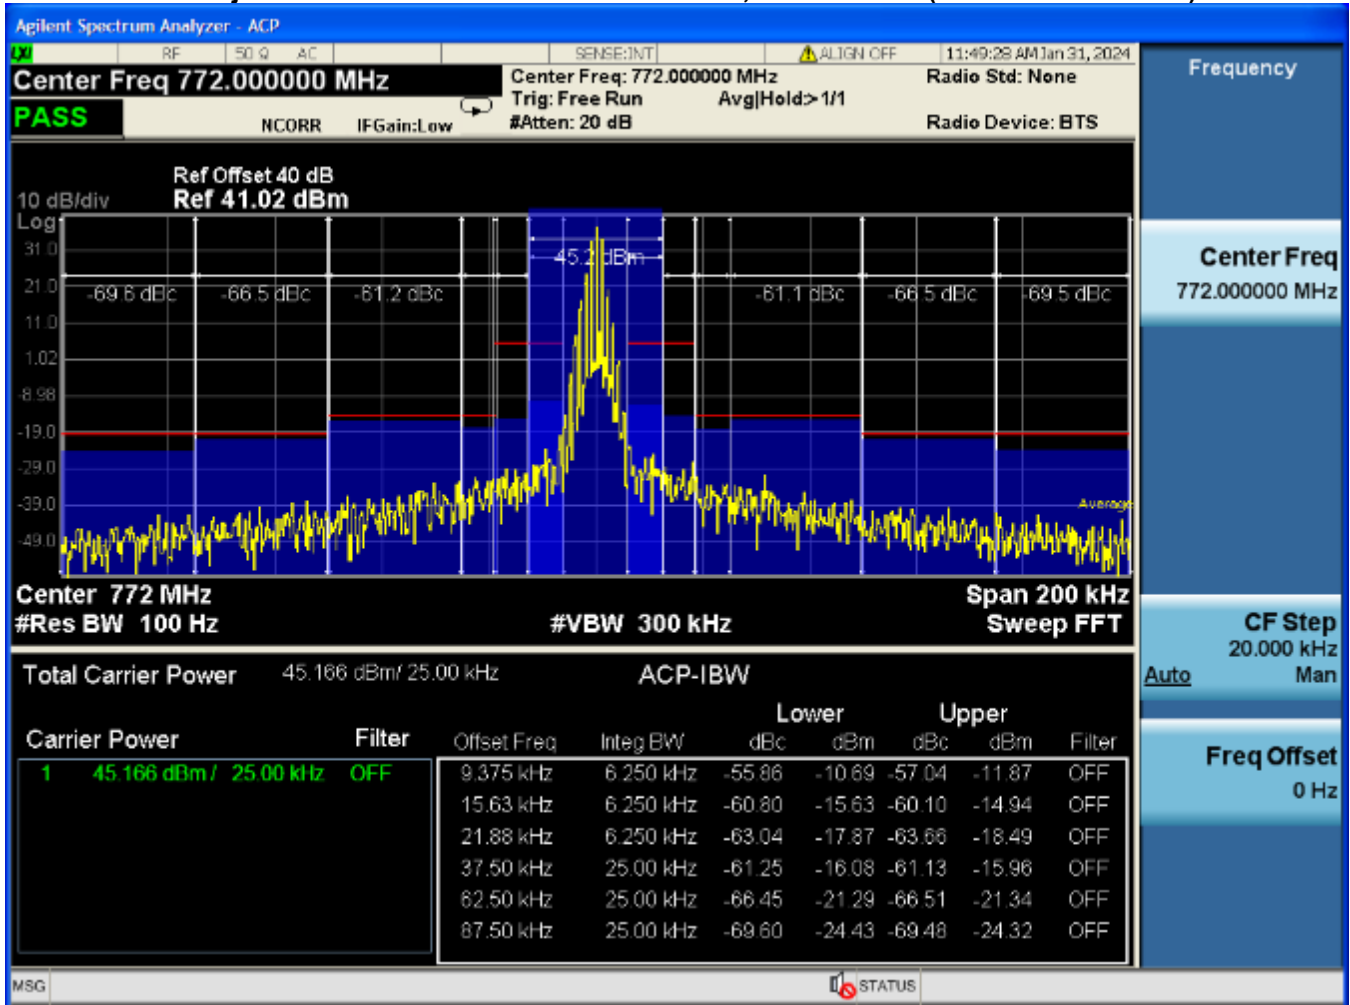 Agilent Spectrum Analyzer - ACP
LXI RF 50 Ω AC SENSE:INT ALIGN OFF 11:49:28 AM Jan 31, 2024
Center Freq 772.000000 MHz
Center Freq: 772.000000 MHz
Radio Std: None
Trig: Free Run Avg|Hold:> 1/1
PASS NCORR IFGain:Low #Atten: 20 dB
Radio Device: BTS
Ref Offset 40 dB
10 dB/div Ref 41.02 dBm
Log
31.0
45.2 dBm
21.0
-69.6 dBc -66.5 dBc -61.2 dBc -61.1 dBc -66.5 dBc -69.5 dBc
11.0
1.02
-8.98
-19.0
-29.0
-39.0
Average
-49.0
Center 772 MHz Span 200 kHz
#Res BW 100 Hz #VBW 300 kHz Sweep FFT
Total Carrier Power 45.166 dBm/ 25.00 kHz ACP-IBW
Lower Upper
Carrier Power Filter Offset Freq Integ BW dBc dBm dBc dBm Filter
1 45.166 dBm / 25.00 kHz OFF 9.375 kHz 6.250 kHz -55.86 -10.69 -57.04 -11.87 OFF
15.63 kHz 6.250 kHz -60.80 -15.63 -60.10 -14.94 OFF
21.88 kHz 6.250 kHz -63.04 -17.87 -63.66 -18.49 OFF
37.50 kHz 25.00 kHz -61.25 -16.08 -61.13 -15.96 OFF
62.50 kHz 25.00 kHz -66.45 -21.29 -66.51 -21.34 OFF
87.50 kHz 25.00 kHz -69.60 -24.43 -69.48 -24.32 OFF
MSG STATUS
Frequency
Center Freq
772.000000 MHz
CF Step
20.000 kHz
Auto Man
Freq Offset
0 Hz